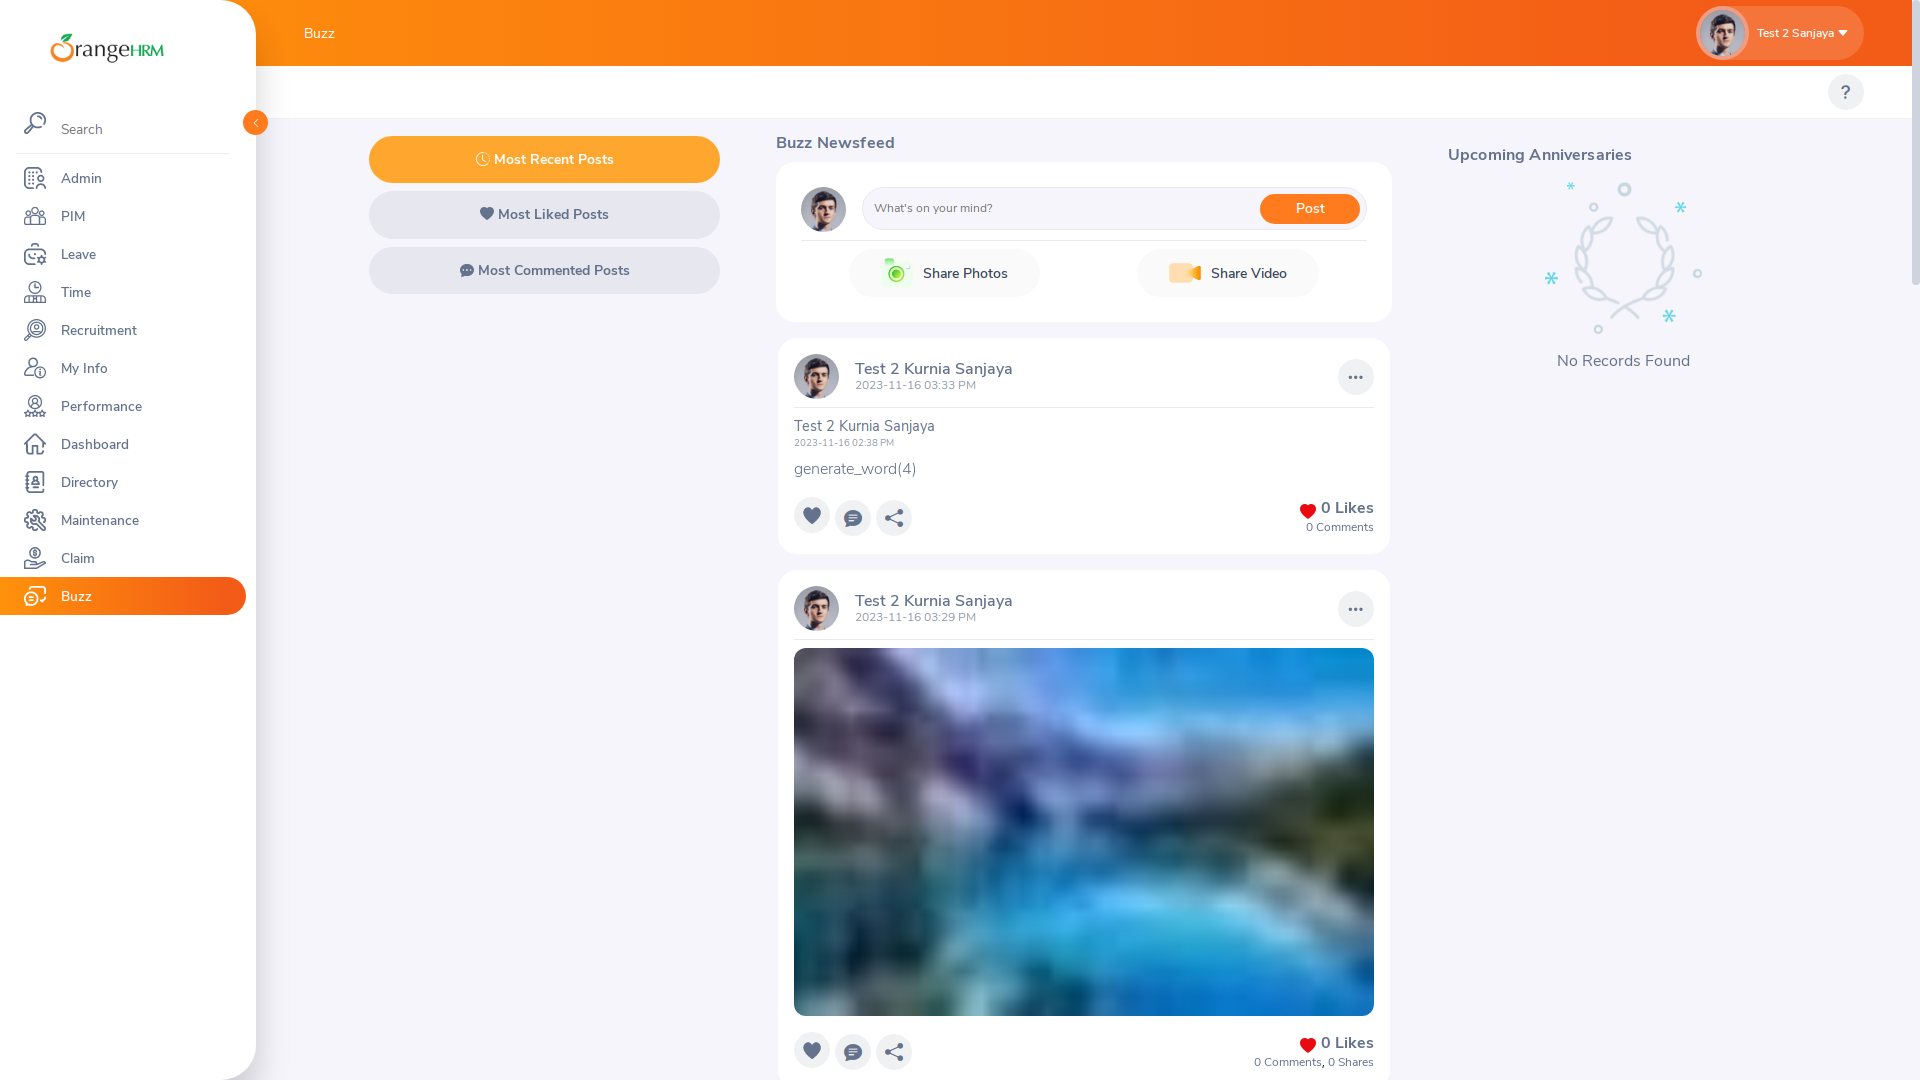 OrangeHRM
Search
Admin
PIM
Leave
Time
Recruitment
My Info
Performance
Dashboard
Directory
Maintenance
Claim
Buzz
Buzz
Test 2 Sanjaya
?
Most Recent Posts
Most Liked Posts
Most Commented Posts
Buzz Newsfeed
What's on your mind?
Post
Share Photos
Share Video
Test 2 Kurnia Sanjaya
2023-11-16 03:33 PM
Test 2 Kurnia Sanjaya
2023-11-16 02:38 PM
generate_word(4)
0 Likes
0 Comments
Test 2 Kurnia Sanjaya
2023-11-16 03:29 PM
0 Likes
0 Comments, 0 Shares
Upcoming Anniversaries
No Records Found